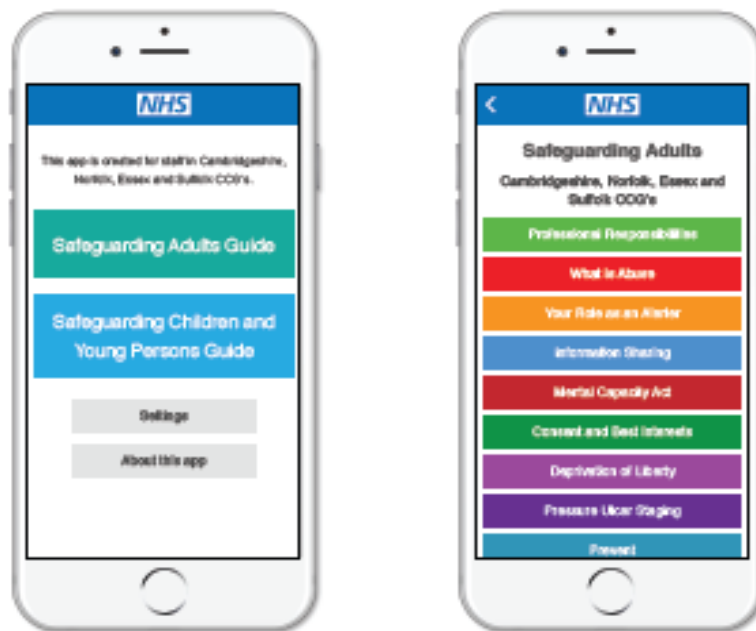 NHS
This app is created for staff in Cambridgeshire,
Norfolk, Essex and Suffolk CCG's.
Safeguarding Adults Guide
Safeguarding Children and
Young Persons Guide
Settings
About this app
NHS
Safeguarding Adults
Cambridgeshire, Norfolk, Essex and
Suffolk CCG's
Professional Responsibilities
What is Abuse
Your Role as an Alerter
Information Sharing
Mental Capacity Act
Consent and Best Interests
Deprivation of Liberty
Pressure Ulcer Staging
Prevent